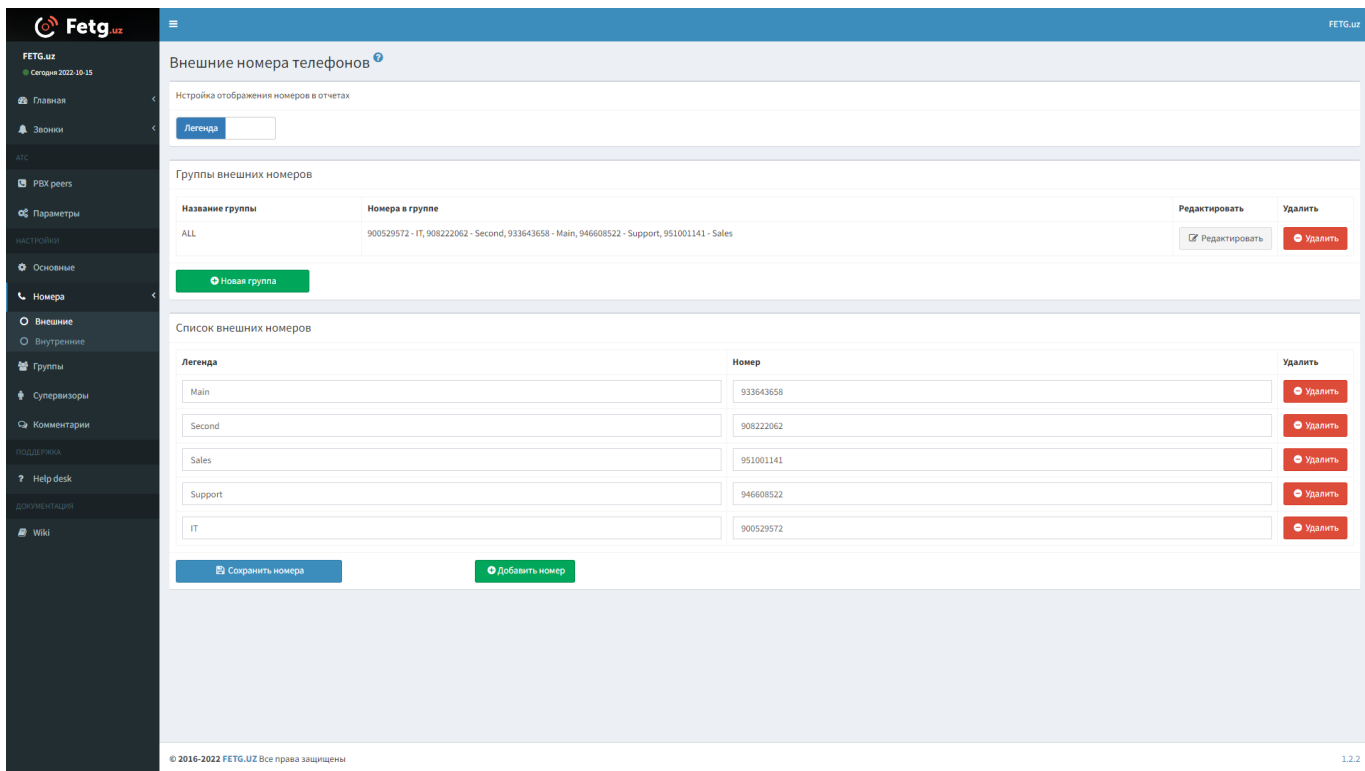 Fetg.uz
FETG.uz
FETG.uz
Сегодня 2022-10-15
Главная
Звонки
АТС
PBX peers
Параметры
НАСТРОЙКИ
Основные
Номера
Внешние
Внутренние
Группы
Супервизоры
Комментарии
ПОДДЕРЖКА
? Help desk
ДОКУМЕНТАЦИЯ
Wiki
Внешние номера телефонов ?
Нстройка отображения номеров в отчетах
Легенда
Группы внешних номеров
Название группы Номера в группе Редактировать Удалить
ALL 900529572 - IT, 908222062 - Second, 933643658 - Main, 946608522 - Support, 951001141 - Sales Редактировать Удалить
Новая группа
Список внешних номеров
Легенда Номер Удалить
Main 933643658 Удалить
Second 908222062 Удалить
Sales 951001141 Удалить
Support 946608522 Удалить
IT 900529572 Удалить
Сохранить номера Добавить номер
© 2016-2022 FETG.UZ Все права защищены 1.2.2